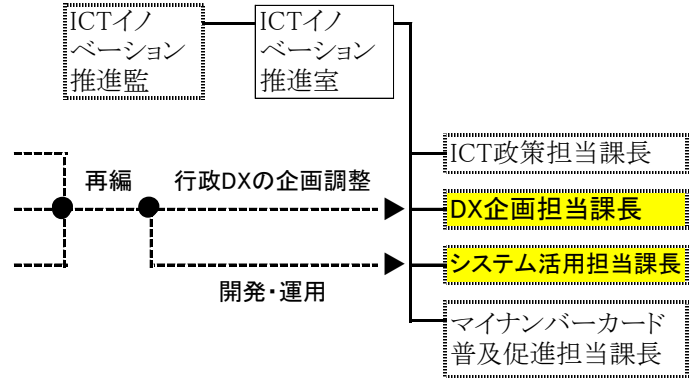 ICTイノ
ベーション
推進監
ICTイノ
ベーション
推進室
ICT政策担当課長
再編
行政DXの企画調整
DX企画担当課長
システム活用担当課長
開発・運用
マイナンバーカード
普及促進担当課長